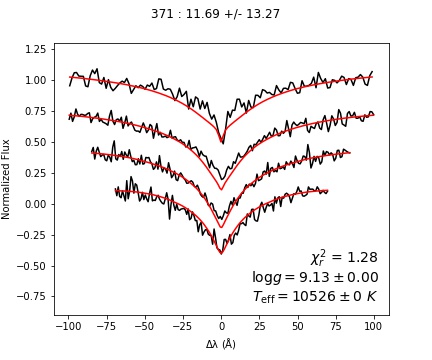 371 : 11.69 +/- 13.27
1.25
1.00
0.75
0.50
0.25
0.00
−0.25
−0.50
−0.75
Normalized Flux
χ²ᵣ = 1.28
logg = 9.13 ± 0.00
T_eff = 10526 ± 0 K
−100 −75 −50 −25 0 25 50 75 100
Δλ (Å)